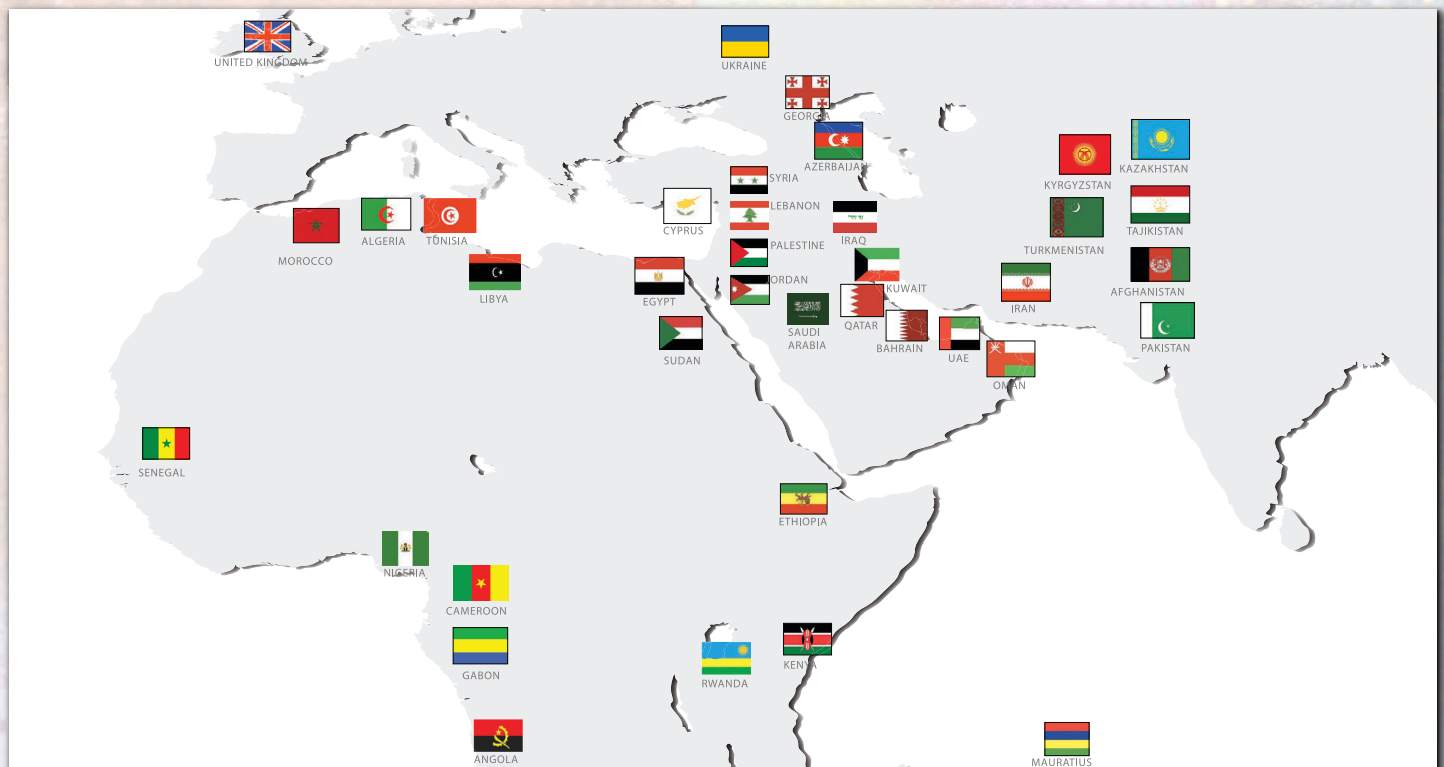 UNITED KINGDOM
UKRAINE
GEORGIA
AZERBAIJAN
KAZAKHSTAN
KYRGYZSTAN
SYRIA
LEBANON
CYPRUS
TAJIKISTAN
MOROCCO
ALGERIA
TUNISIA
IRAQ
PALESTINE
TURKMENISTAN
LIBYA
EGYPT
JORDAN
KUWAIT
AFGHANISTAN
IRAN
SAUDI
ARABIA
QATAR
BAHRAIN
UAE
PAKISTAN
SUDAN
OMAN
SENEGAL
ETHIOPIA
NIGERIA
CAMEROON
GABON
RWANDA
KENYA
ANGOLA
MAURATIUS